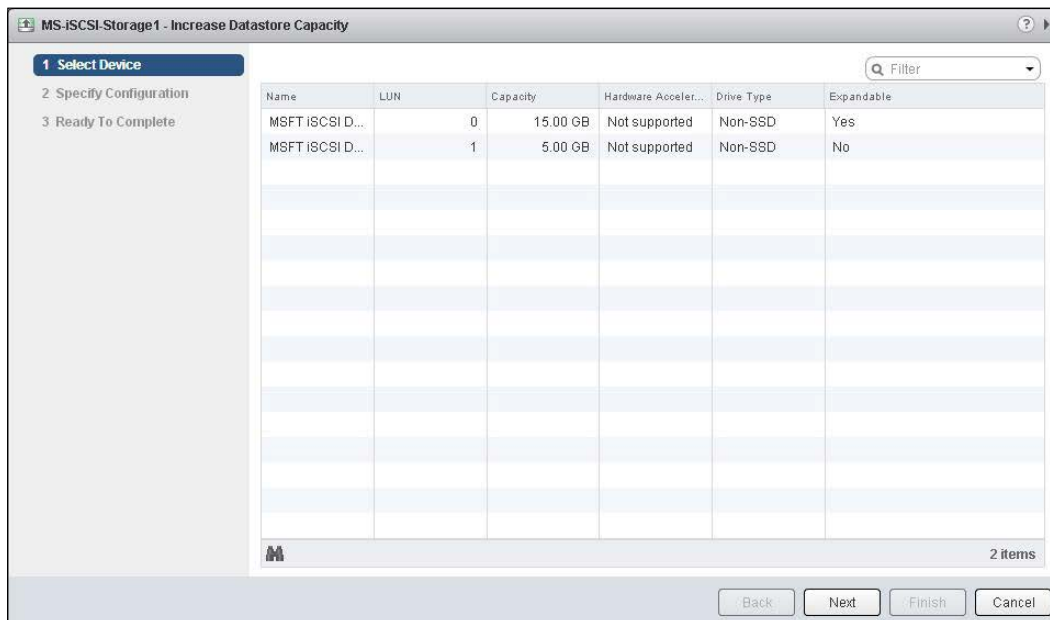 MS-iSCSI-Storage1 - Increase Datastore Capacity ?
1 Select Device
2 Specify Configuration
3 Ready To Complete
Filter
Name LUN Capacity Hardware Acceler... Drive Type Expandable
MSFT iSCSI D... 0 15.00 GB Not supported Non-SSD Yes
MSFT iSCSI D... 1 5.00 GB Not supported Non-SSD No
2 items
Back Next Finish Cancel